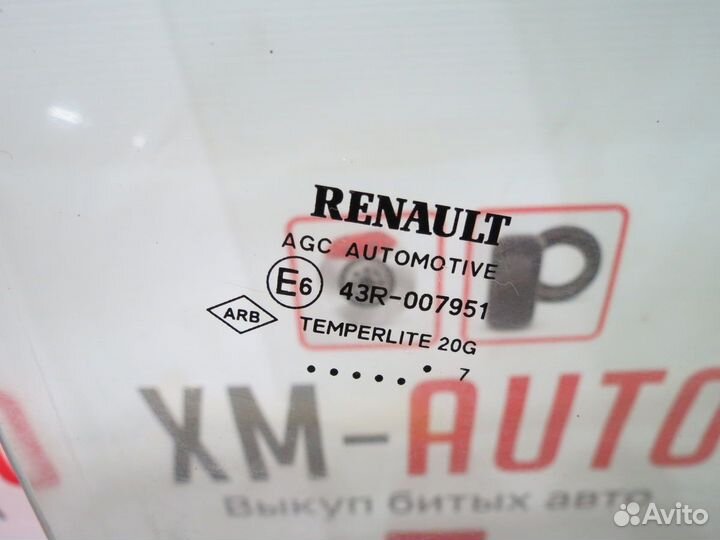 RENAULT
AGC AUTOMOTIVE
E6 43R-007951
ARB TEMPERLITE 20G
7
XM-AUTO
Выкуп битых авто
Avito